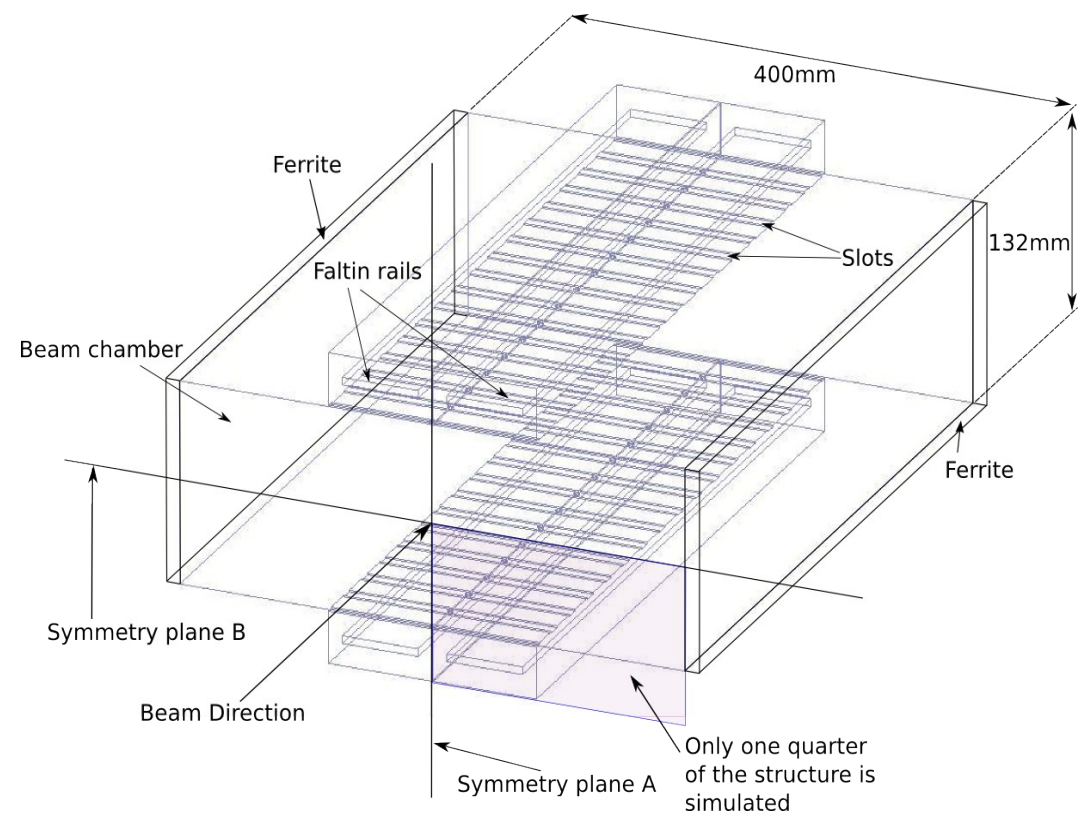 400mm
Ferrite
132mm
Slots
Faltin rails
Beam chamber
Ferrite
Symmetry plane B
Beam Direction
Only one quarter
of the structure is
simulated
Symmetry plane A